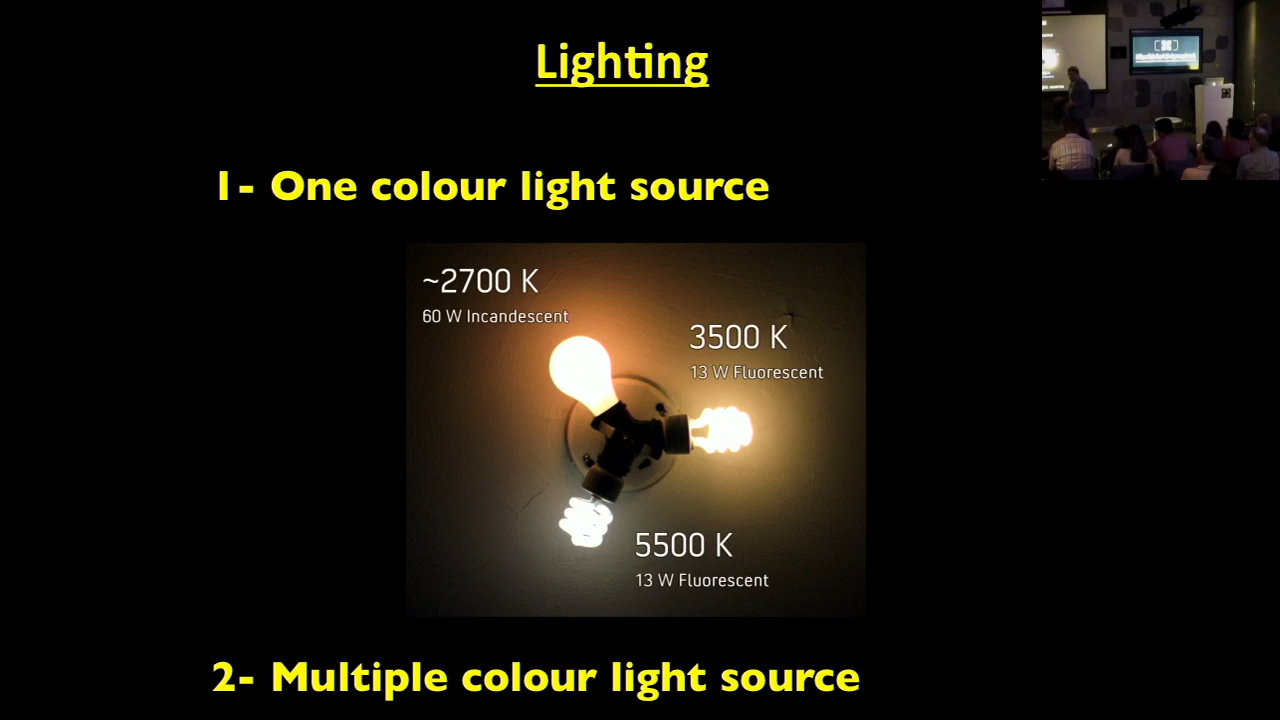 Lighting
1- One colour light source
~2700 K
60 W Incandescent
3500 K
13 W Fluorescent
5500 K
13 W Fluorescent
2- Multiple colour light source